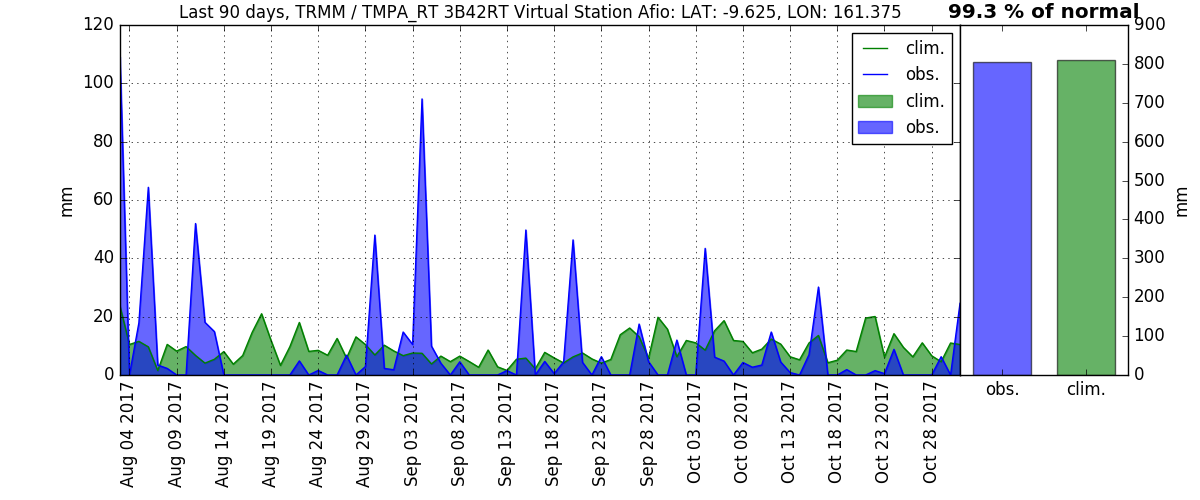 Last 90 days, TRMM / TMPA_RT 3B42RT Virtual Station Afio: LAT: -9.625, LON: 161.375
99.3 % of normal
120
100
80
60
40
20
0
mm
clim.
obs.
clim.
obs.
900
800
700
600
500
400
300
200
100
0
mm
Aug 04 2017
Aug 09 2017
Aug 14 2017
Aug 19 2017
Aug 24 2017
Aug 29 2017
Sep 03 2017
Sep 08 2017
Sep 13 2017
Sep 18 2017
Sep 23 2017
Sep 28 2017
Oct 03 2017
Oct 08 2017
Oct 13 2017
Oct 18 2017
Oct 23 2017
Oct 28 2017
obs.
clim.